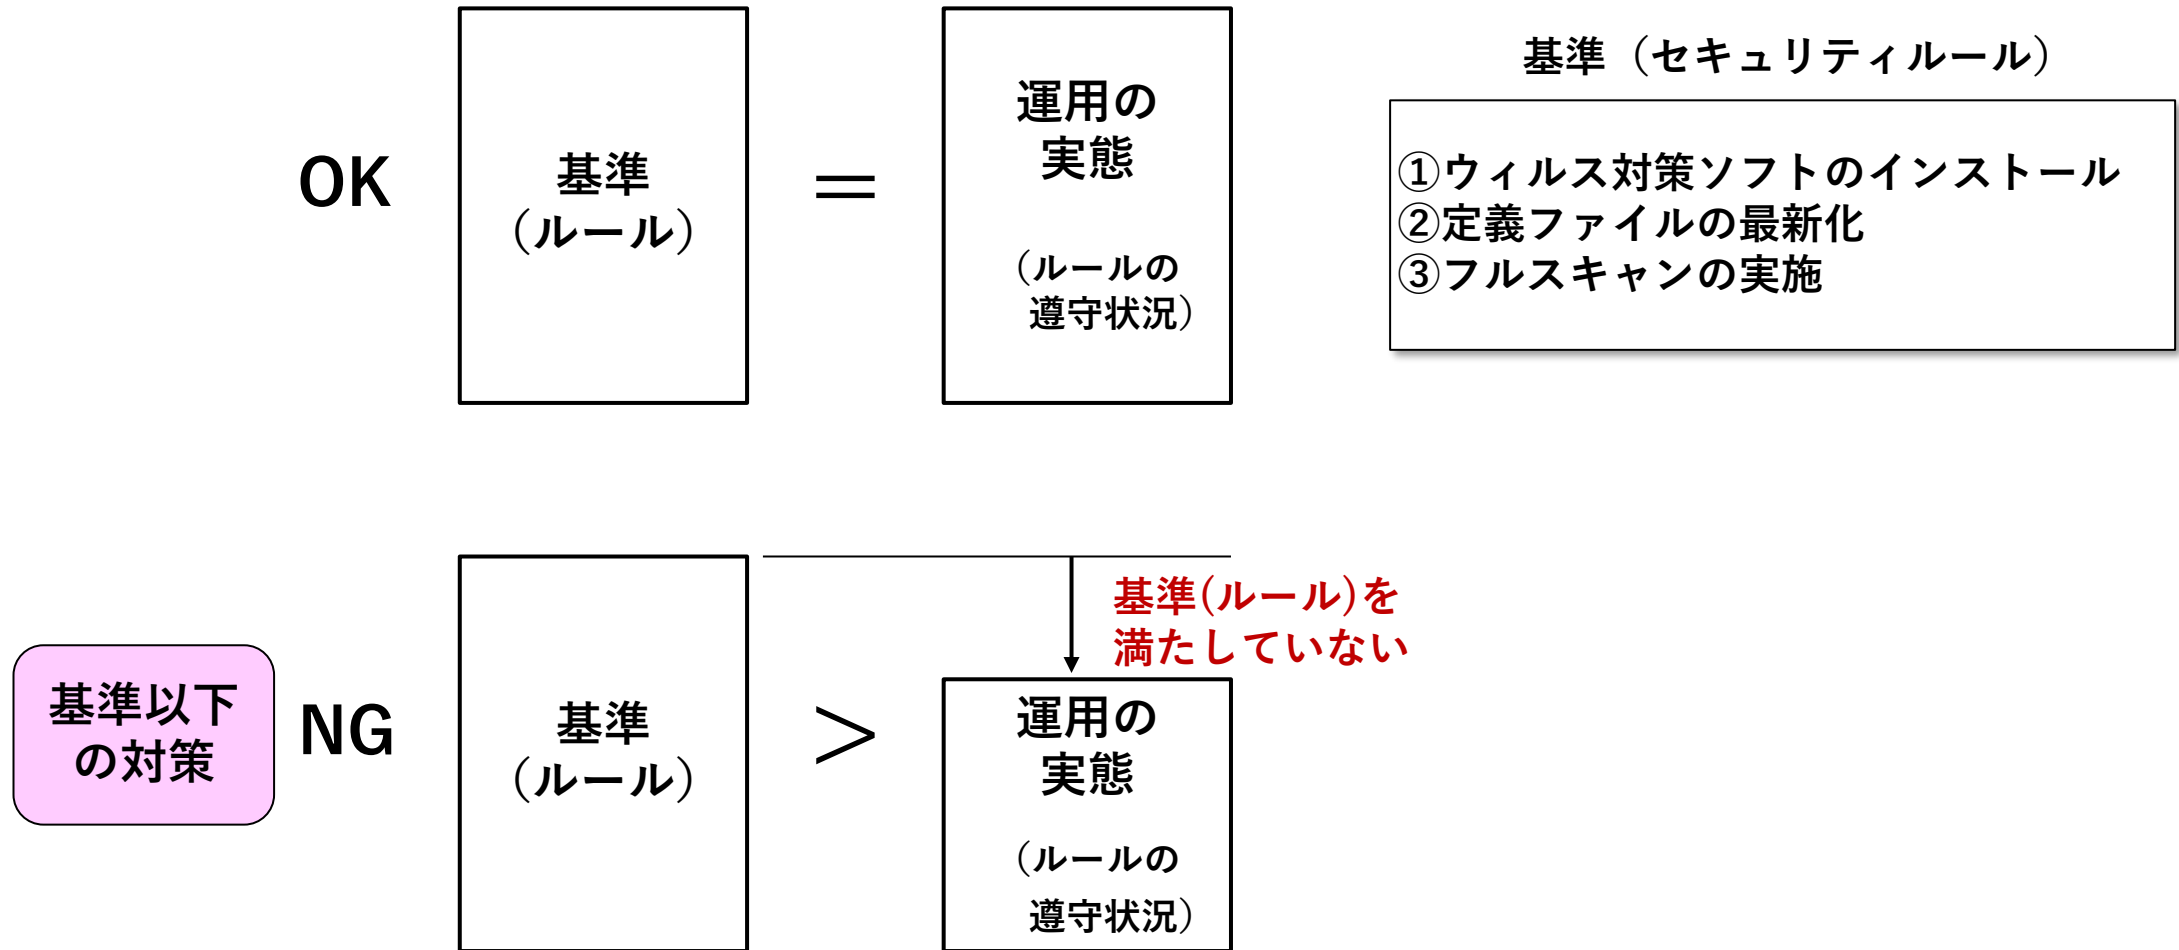 OK
基準
（ルール）
＝
運用の
実態
（ルールの
遵守状況）
基準（セキュリティルール）
①ウィルス対策ソフトのインストール
②定義ファイルの最新化
③フルスキャンの実施
基準以下
の対策
NG
基準
（ルール）
＞
基準(ルール)を
満たしていない
運用の
実態
（ルールの
遵守状況）